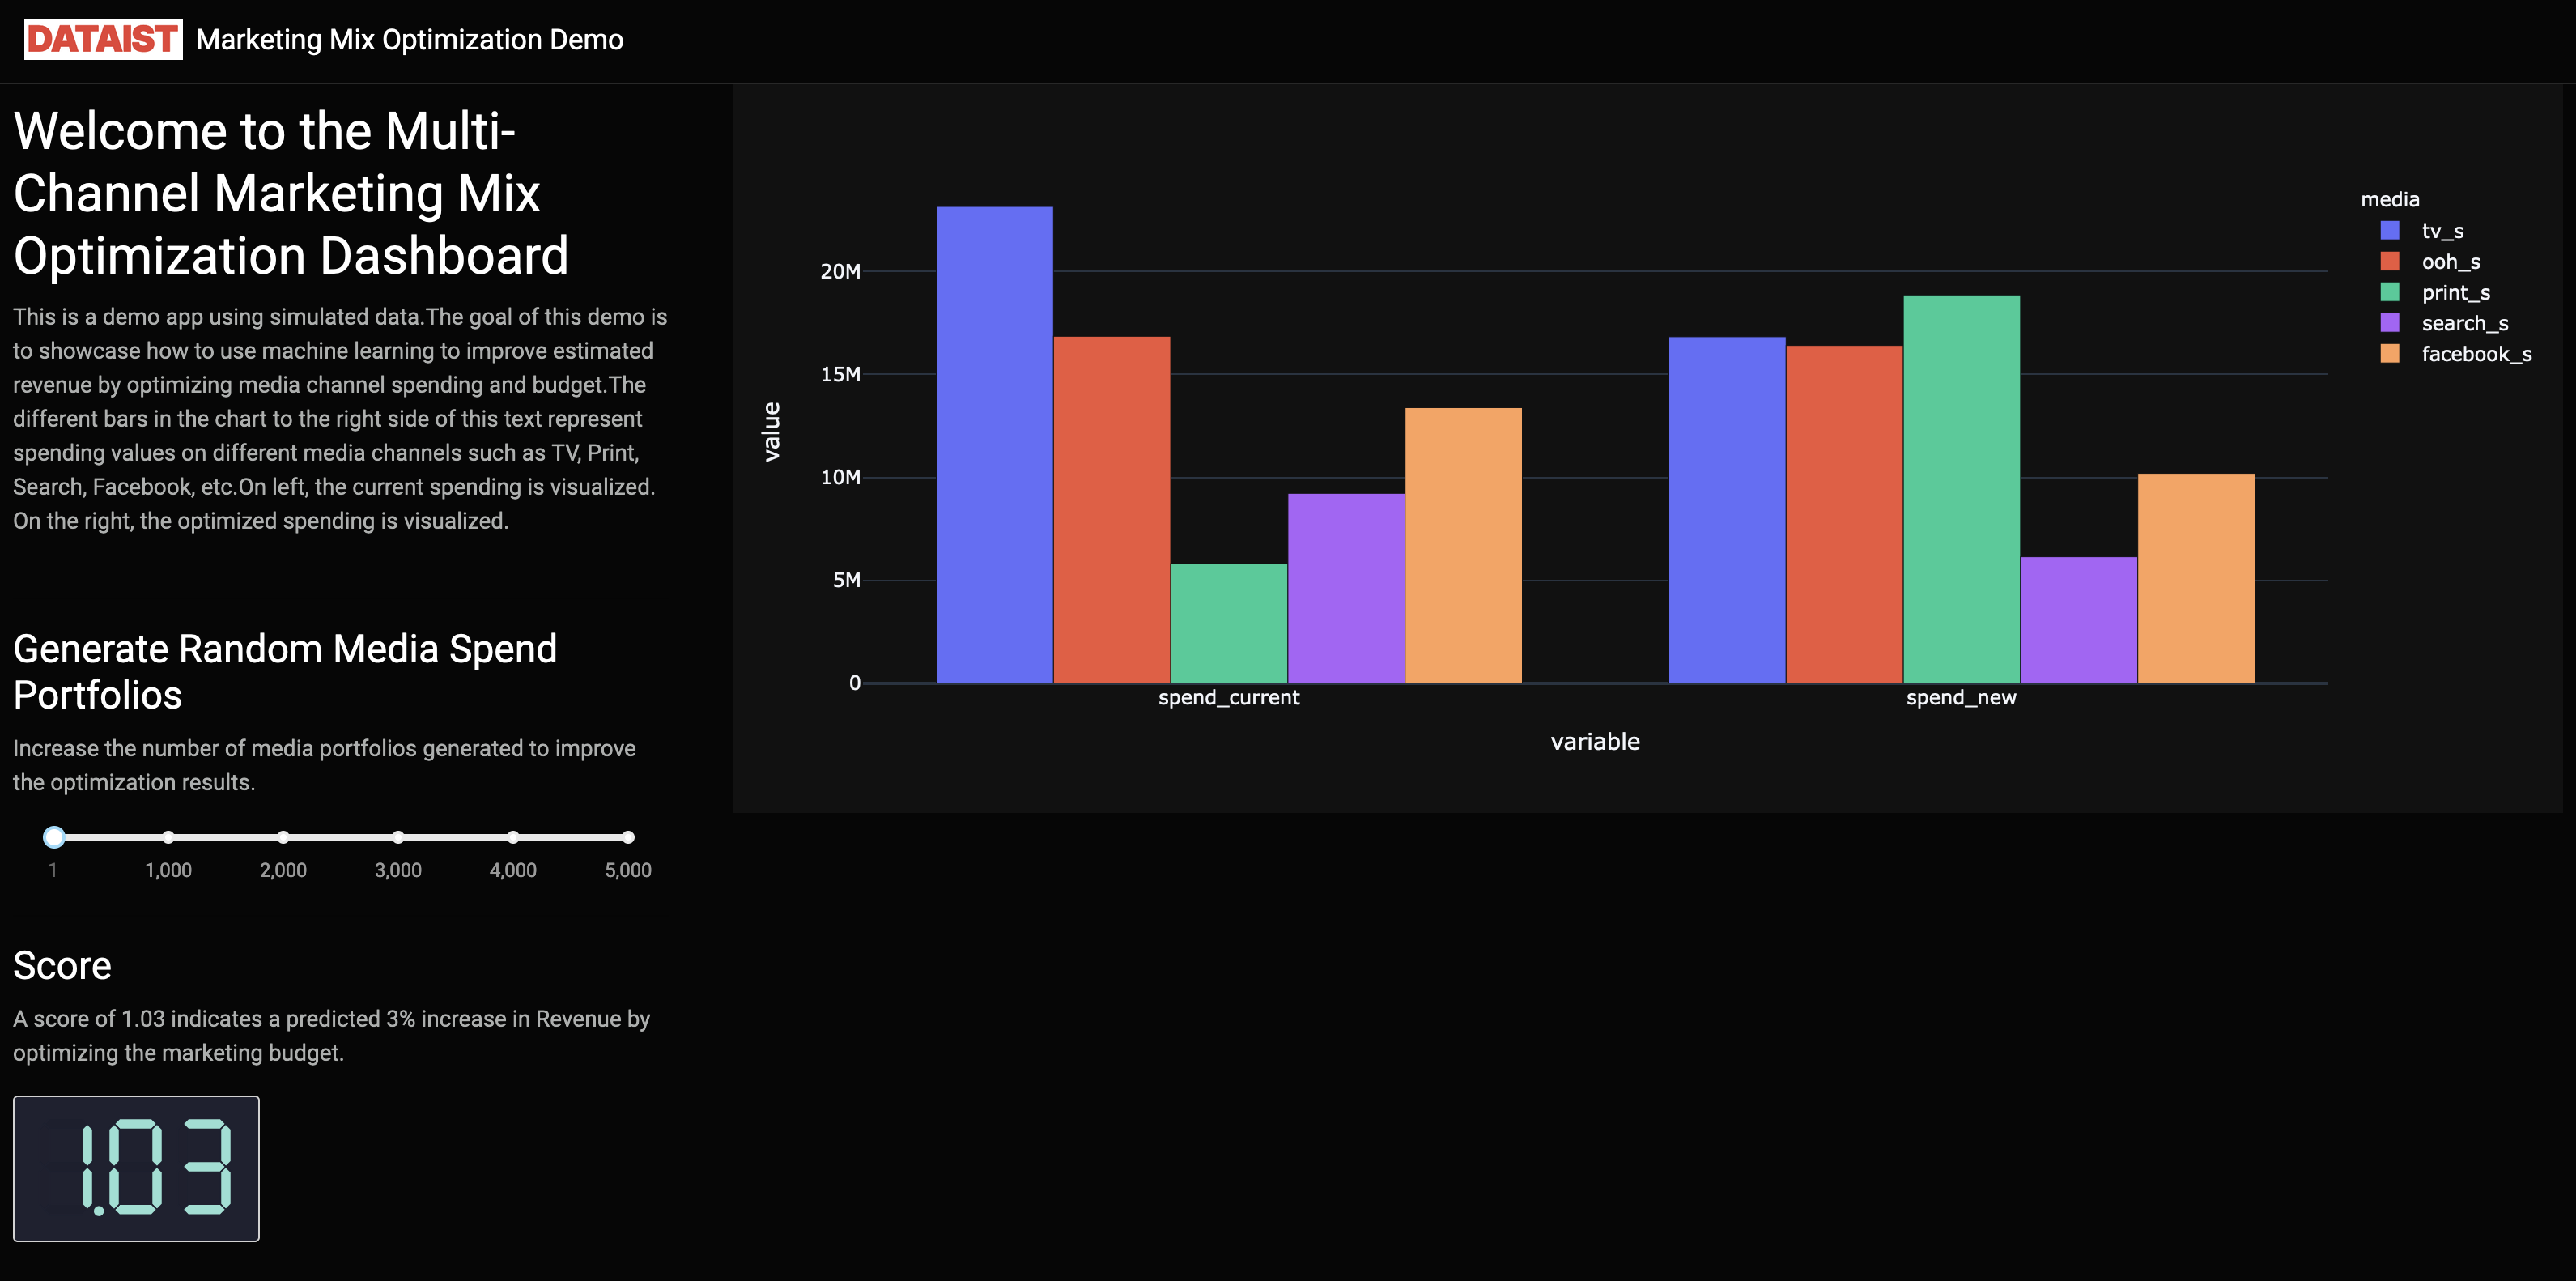 DATAIST Marketing Mix Optimization Demo
Welcome to the Multi-
Channel Marketing Mix
Optimization Dashboard
This is a demo app using simulated data.The goal of this demo is
to showcase how to use machine learning to improve estimated
revenue by optimizing media channel spending and budget.The
different bars in the chart to the right side of this text represent
spending values on different media channels such as TV, Print,
Search, Facebook, etc.On left, the current spending is visualized.
On the right, the optimized spending is visualized.
Generate Random Media Spend
Portfolios
Increase the number of media portfolios generated to improve
the optimization results.
1 1,000 2,000 3,000 4,000 5,000
Score
A score of 1.03 indicates a predicted 3% increase in Revenue by
optimizing the marketing budget.
1.03
value
20M
15M
10M
5M
0
spend_current spend_new
variable
media
tv_s
ooh_s
print_s
search_s
facebook_s